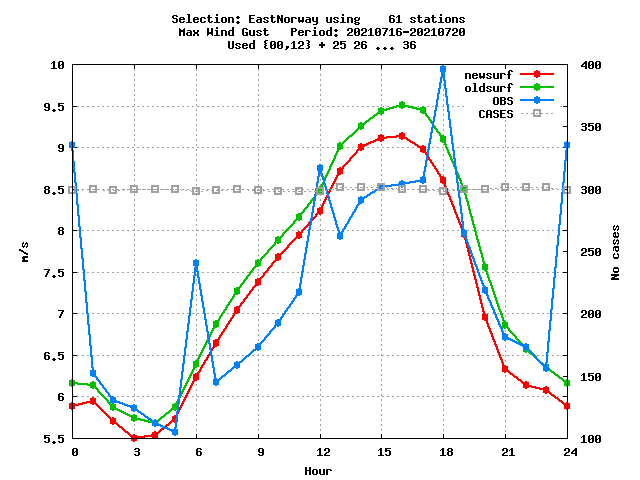 Selection: EastNorway using    61 stations
Max Wind Gust   Period: 20210716-20210720
Used {00,12} + 25 26 ... 36
newsurf
oldsurf
OBS
CASES
m/s
10
9.5
9
8.5
8
7.5
7
6.5
6
5.5
400
350
300
250
200
150
100
No cases
0 3 6 9 12 15 18 21 24
Hour